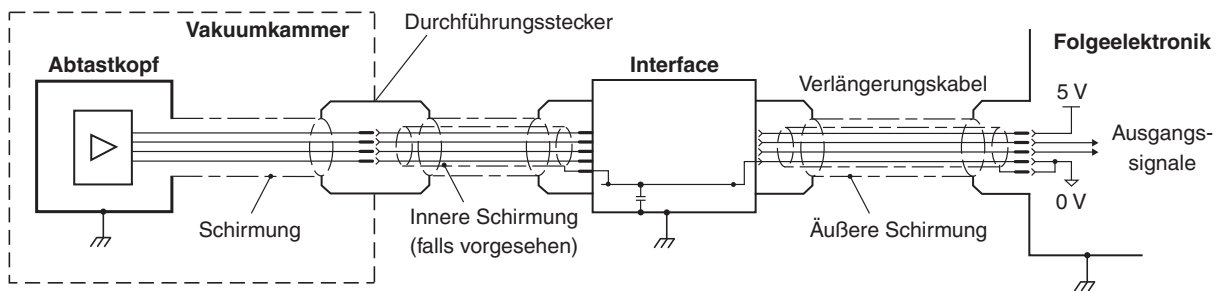 Vakuumkammer
Durchführungsstecker
Abtastkopf
Interface
Verlängerungskabel
Folgeelektronik
5 V
Ausgangs-
signale
0 V
Schirmung
Innere Schirmung
(falls vorgesehen)
Äußere Schirmung